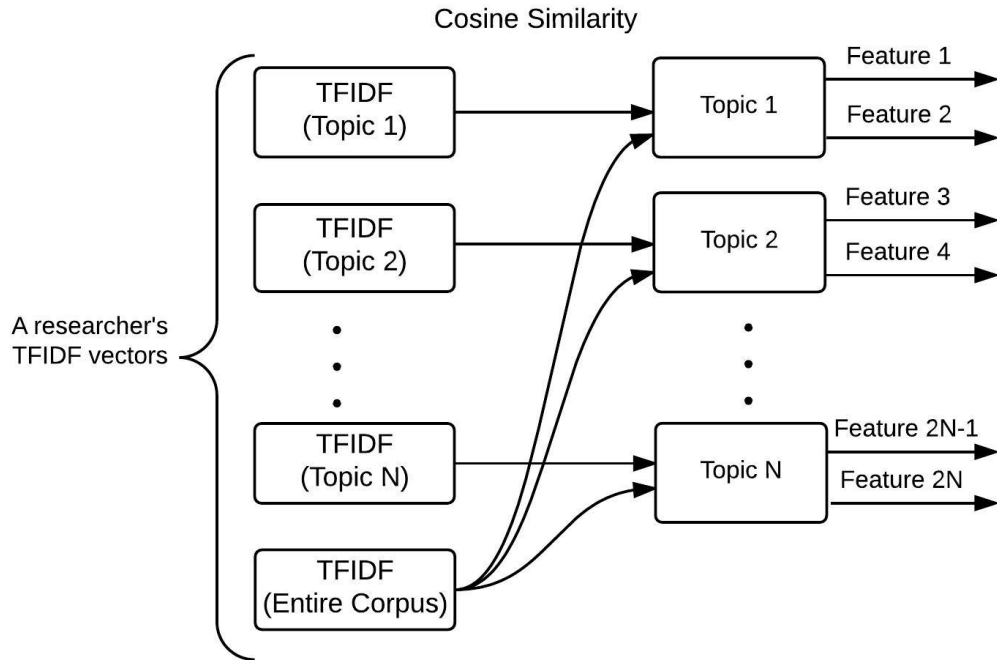 Cosine Similarity
A researcher's
TFIDF vectors
TFIDF
(Topic 1)
TFIDF
(Topic 2)
TFIDF
(Topic N)
TFIDF
(Entire Corpus)
Topic 1
Topic 2
Topic N
Feature 1
Feature 2
Feature 3
Feature 4
Feature 2N-1
Feature 2N